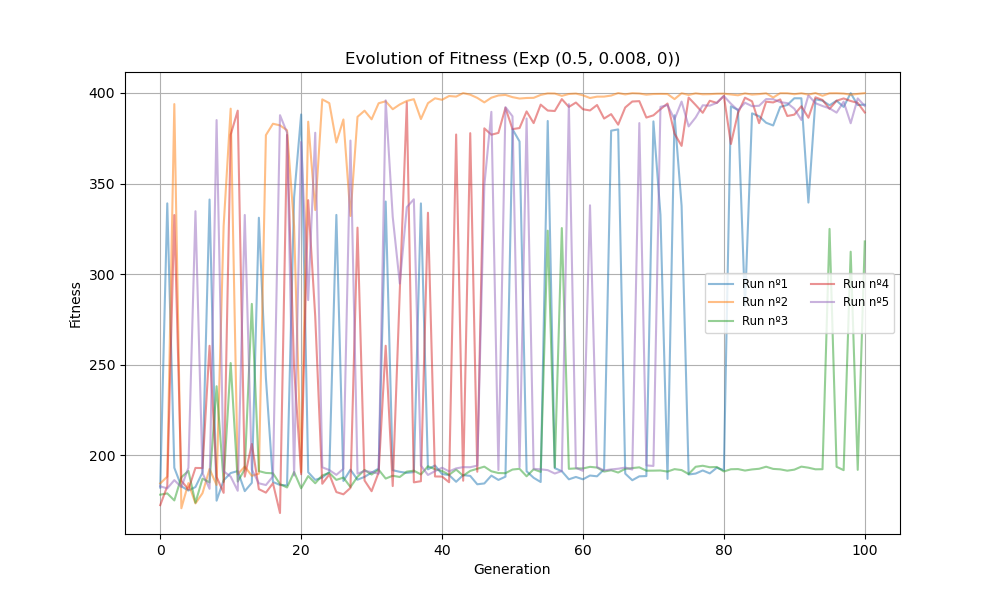 Evolution of Fitness (Exp (0.5, 0.008, 0))
Fitness
400
350
300
250
200
0 20 40 60 80 100
Generation
Run nº1
Run nº2
Run nº3
Run nº4
Run nº5